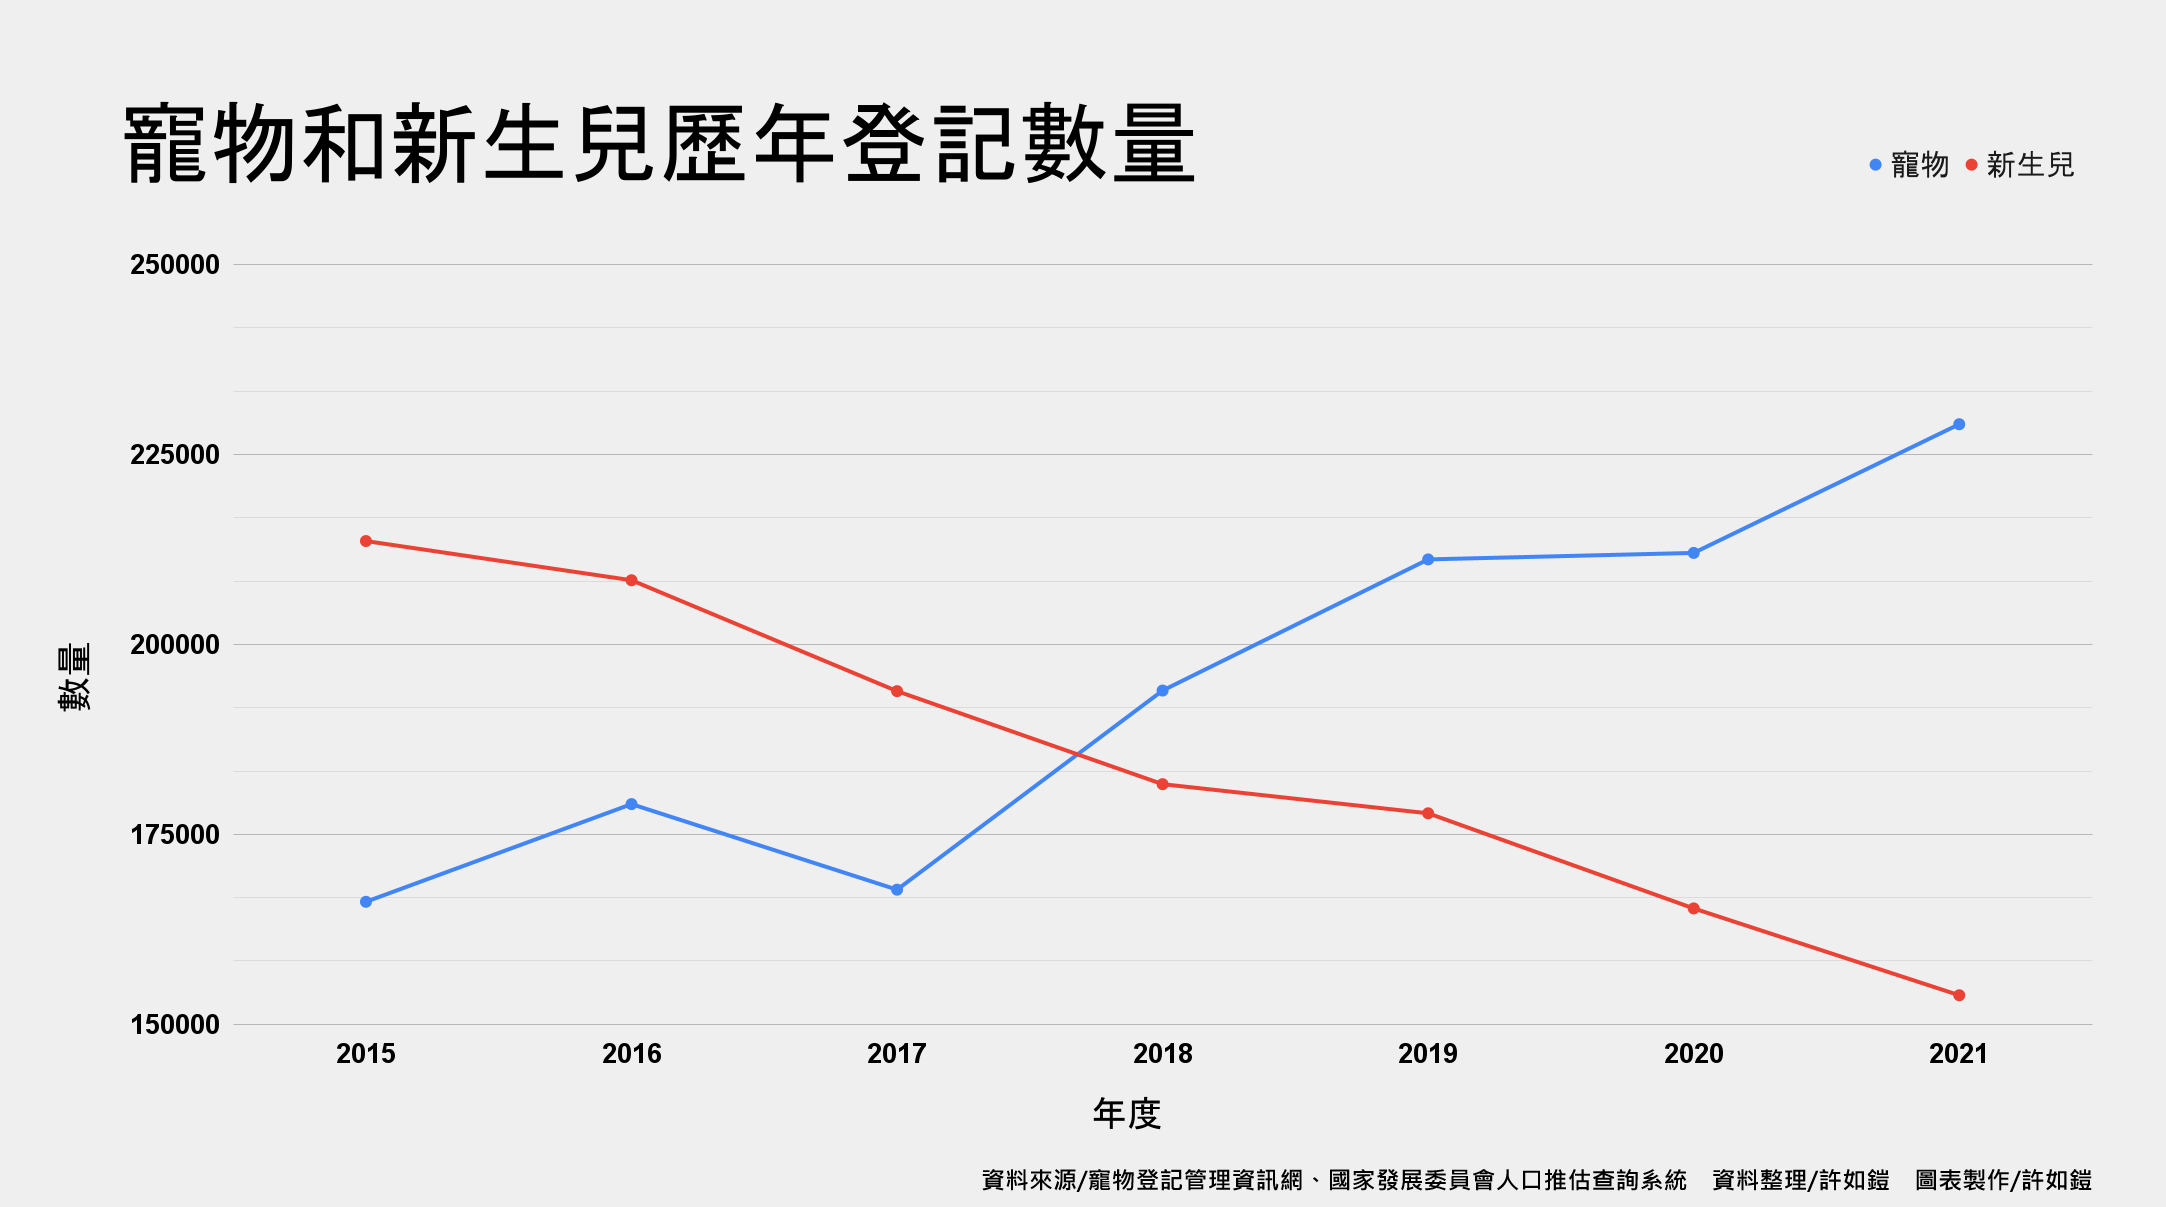 寵物和新生兒歷年登記數量
寵物 新生兒
250000
225000
200000
175000
150000
數量
2015 2016 2017 2018 2019 2020 2021
年度
資料來源/寵物登記管理資訊網、國家發展委員會人口推估查詢系統　資料整理/許如鎧　圖表製作/許如鎧